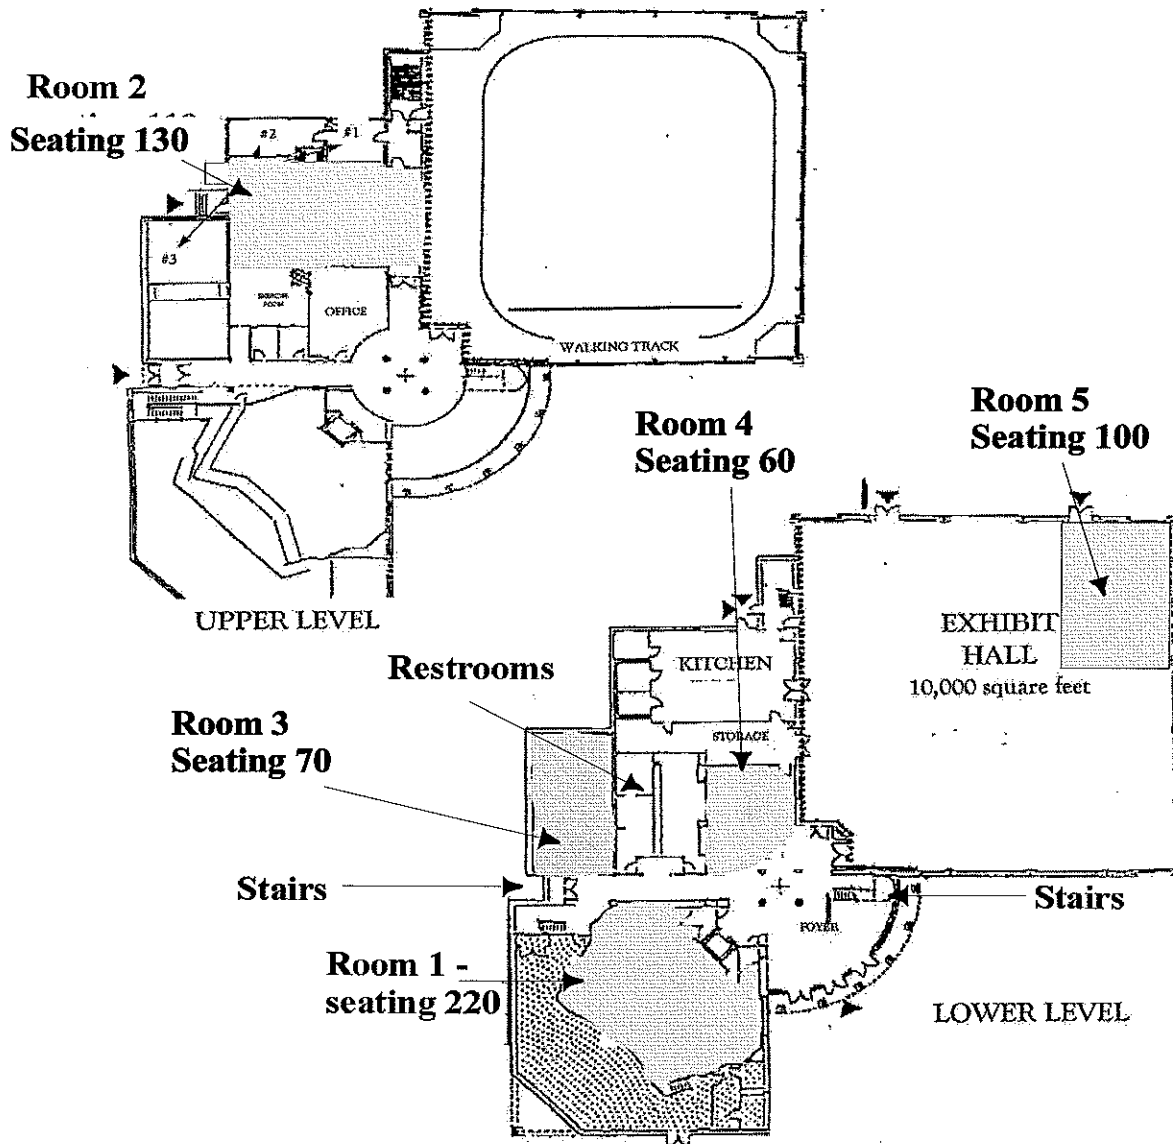 Room 2
Seating 130
#2
#1
#3
EXERCISE
ROOM
OFFICE
WALKING TRACK
UPPER LEVEL
Room 4
Seating 60
Room 5
Seating 100
EXHIBIT
HALL
10,000 square feet
KITCHEN
Restrooms
STORAGE
Room 3
Seating 70
Stairs
Stairs
FOYER
Room 1 -
seating 220
LOWER LEVEL